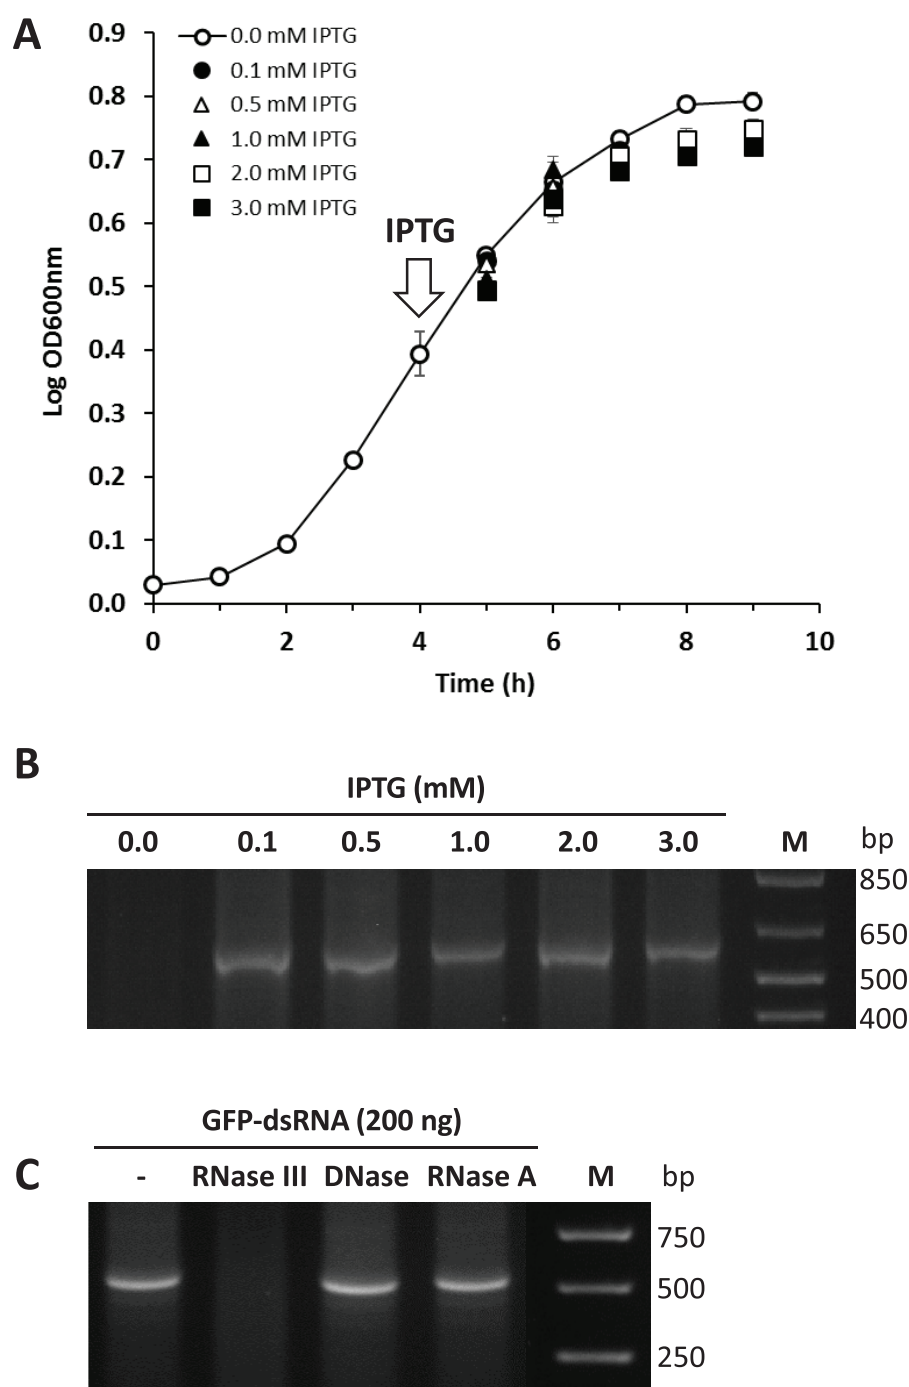 A
0.9
0.8
0.7
0.6
0.5
0.4
0.3
0.2
0.1
0.0
Log OD600nm
0.0 mM IPTG
0.1 mM IPTG
0.5 mM IPTG
1.0 mM IPTG
2.0 mM IPTG
3.0 mM IPTG
IPTG
0 2 4 6 8 10
Time (h)
B
IPTG (mM)
0.0 0.1 0.5 1.0 2.0 3.0 M bp
850
650
500
400
GFP-dsRNA (200 ng)
C - RNase III DNase RNase A M bp
750
500
250